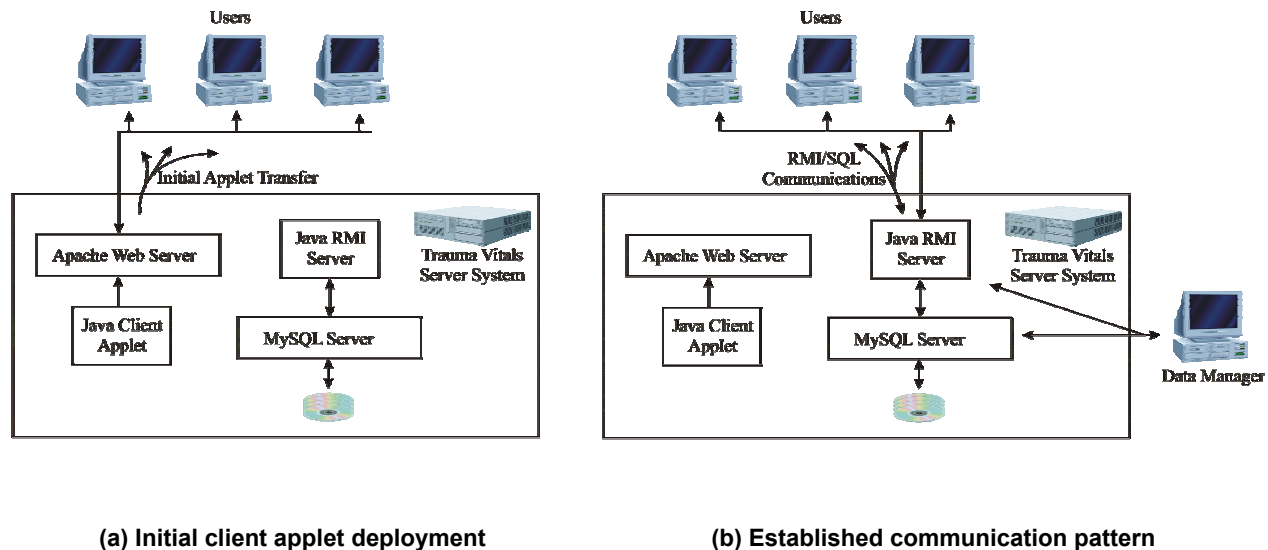 Users
Initial Applet Transfer
Apache Web Server
Java Client
Applet
Java RMI
Server
MySQL Server
Trauma Vitals
Server System
(a) Initial client applet deployment
Users
RMI/SQL
Communications
Apache Web Server
Java Client
Applet
Java RMI
Server
MySQL Server
Trauma Vitals
Server System
Data Manager
(b) Established communication pattern